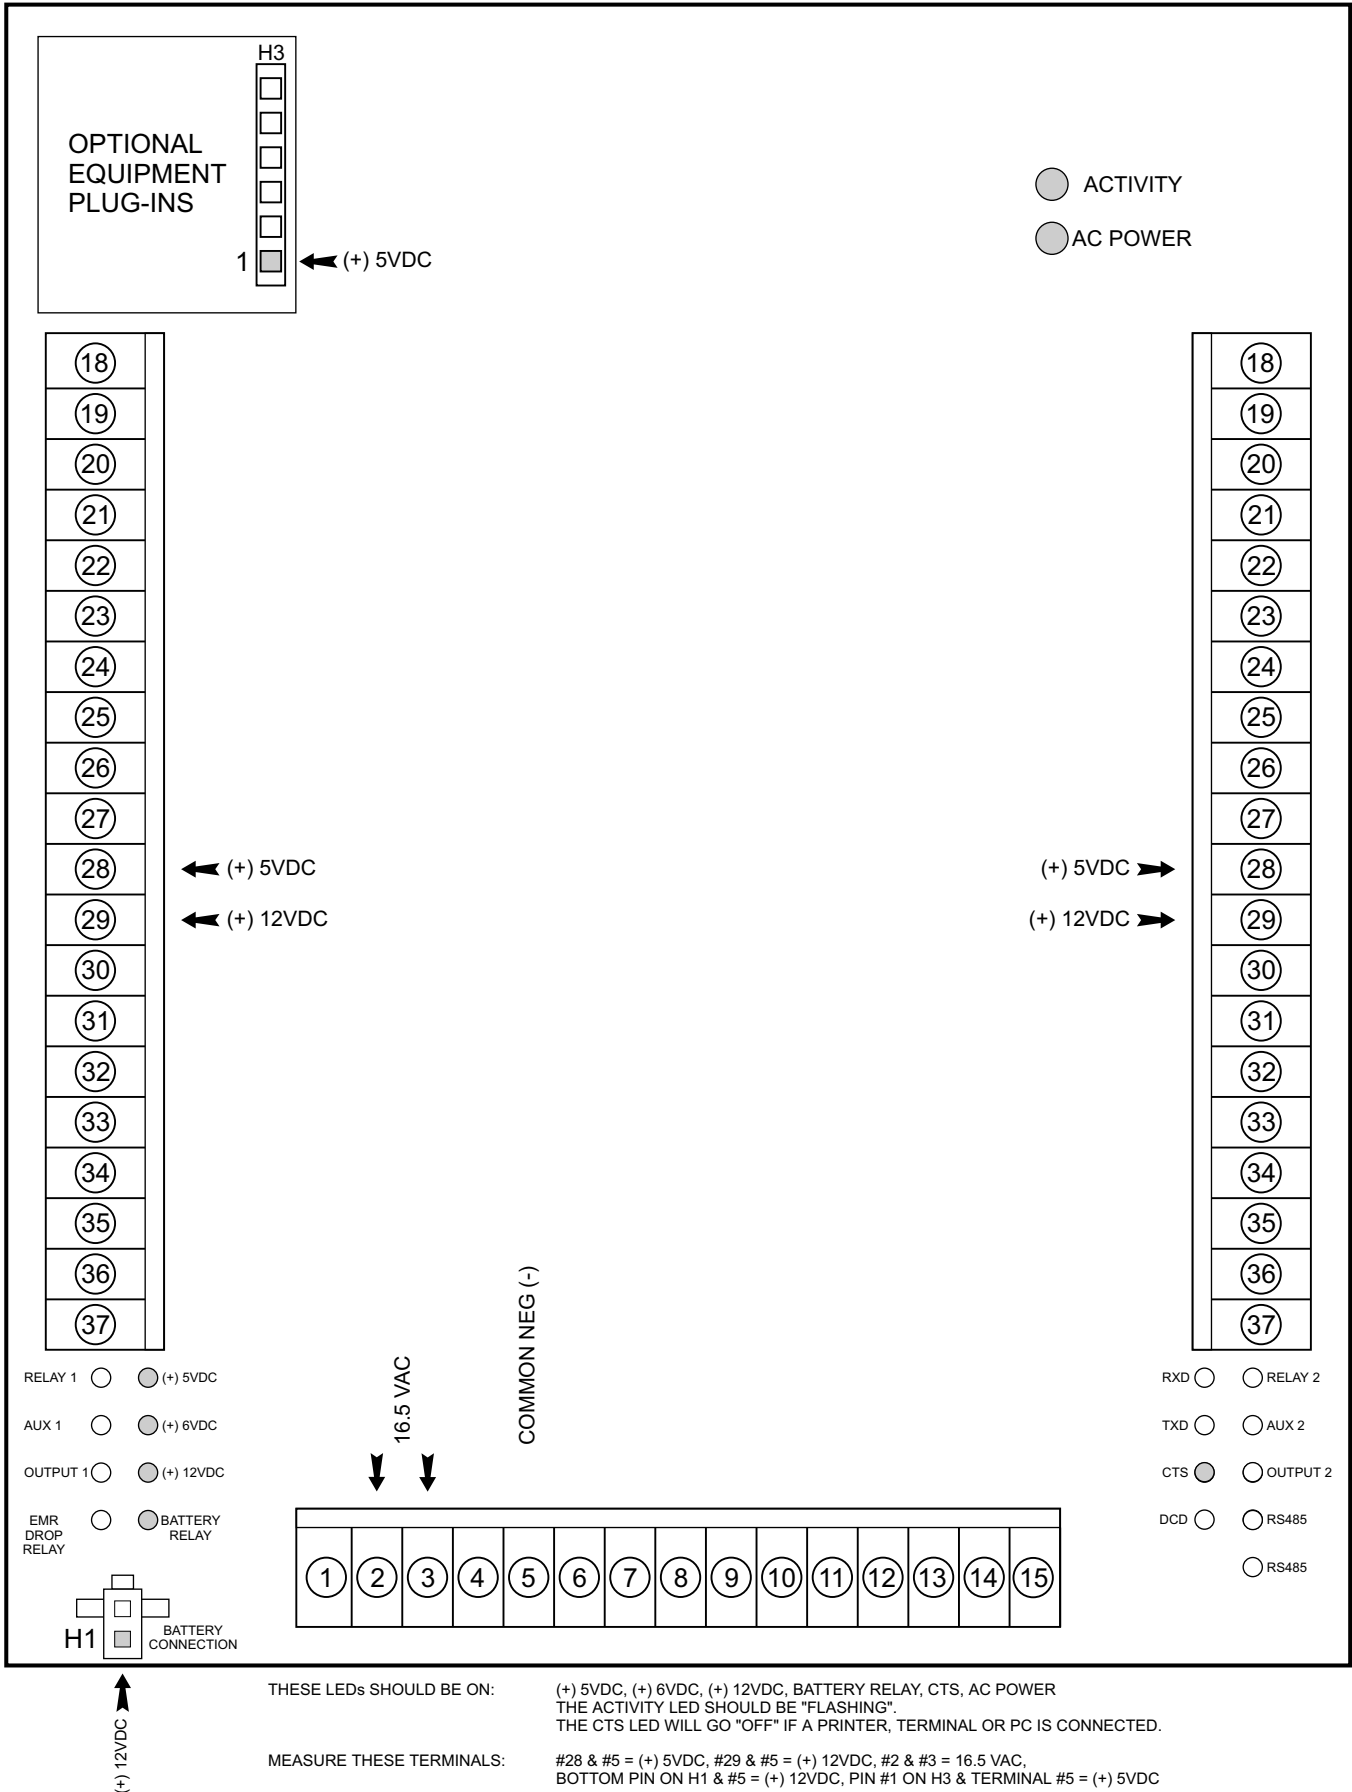 H3
OPTIONAL
EQUIPMENT
PLUG-INS
1
(+) 5VDC
ACTIVITY
AC POWER
18
19
20
21
22
23
24
25
26
27
28
29
30
31
32
33
34
35
36
37
(+) 5VDC
(+) 12VDC
(+) 5VDC
(+) 12VDC
18
19
20
21
22
23
24
25
26
27
28
29
30
31
32
33
34
35
36
37
RELAY 1
(+) 5VDC
AUX 1
(+) 6VDC
OUTPUT 1
(+) 12VDC
EMR
DROP
RELAY
BATTERY
RELAY
16.5 VAC
COMMON NEG (-)
RXD
RELAY 2
TXD
AUX 2
CTS
OUTPUT 2
DCD
RS485
RS485
1 2 3 4 5 6 7 8 9 10 11 12 13 14 15
H1
BATTERY
CONNECTION
(+) 12VDC
THESE LEDs SHOULD BE ON:
(+) 5VDC, (+) 6VDC, (+) 12VDC, BATTERY RELAY, CTS, AC POWER
THE ACTIVITY LED SHOULD BE "FLASHING".
THE CTS LED WILL GO "OFF" IF A PRINTER, TERMINAL OR PC IS CONNECTED.
MEASURE THESE TERMINALS:
#28 & #5 = (+) 5VDC, #29 & #5 = (+) 12VDC, #2 & #3 = 16.5 VAC,
BOTTOM PIN ON H1 & #5 = (+) 12VDC, PIN #1 ON H3 & TERMINAL #5 = (+) 5VDC